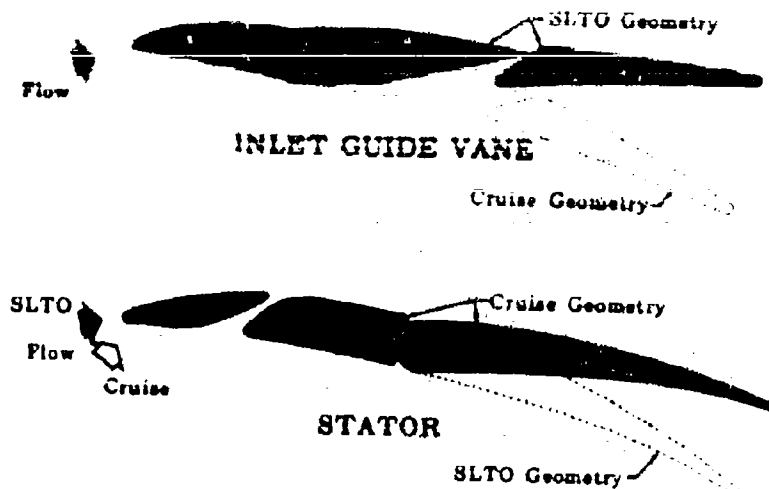 SLTO Geometry
Flow
INLET GUIDE VANE
Cruise Geometry
SLTO
Cruise Geometry
Flow
Cruise
STATOR
SLTO Geometry